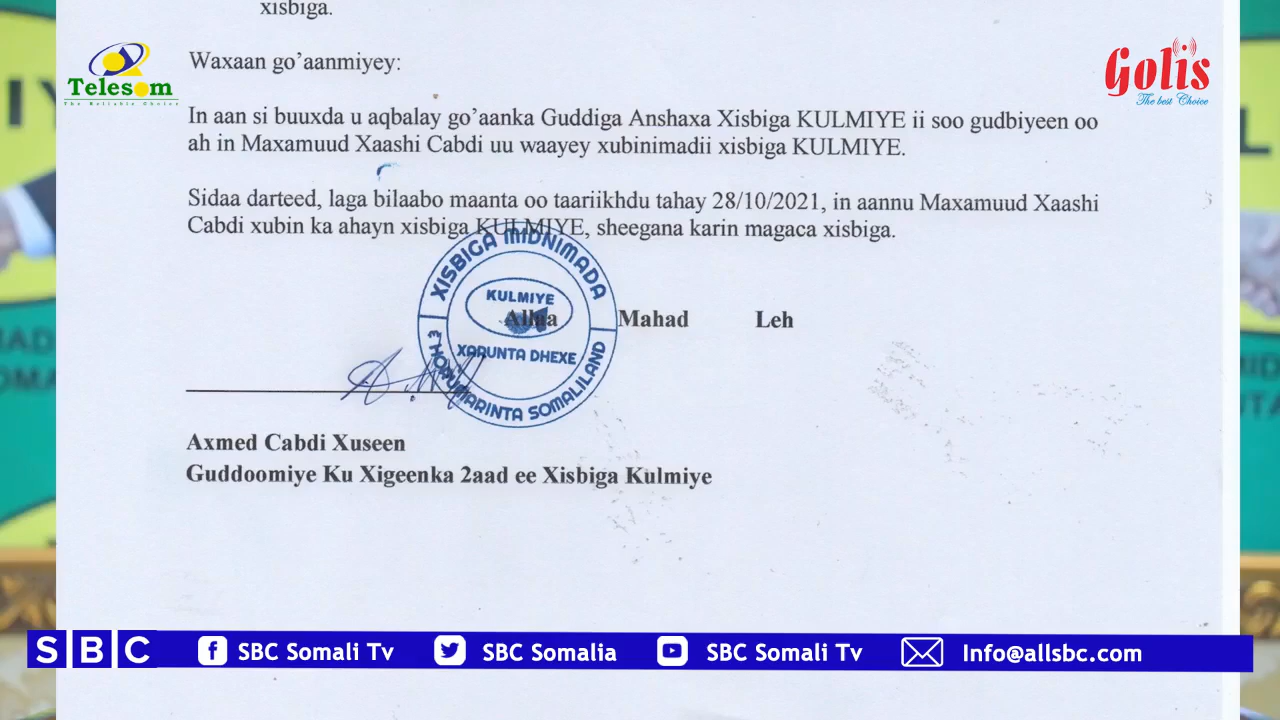 xisbiga.
Waxaan go'aanmiyey:
Telesom
The Reliable Choice
Golis
The best Choice
In aan si buuxda u aqbalay go'aanka Guddiga Anshaxa Xisbiga KULMIYE ii soo gudbiyeen oo
ah in Maxamuud Xaashi Cabdi uu waayey xubinimadii xisbiga KULMIYE.
Sidaa darteed, laga bilaabo maanta oo taariikhdu tahay 28/10/2021, in aannu Maxamuud Xaashi
Cabdi xubin ka ahayn xisbiga KULMIYE, sheegana karin magaca xisbiga.
XISBIGA MIDNIMADA
KULMIYE
Allaa Mahad Leh
XARUNTA DHEXE
E HORUMARINTA SOMALILAND
Axmed Cabdi Xuseen
Guddoomiye Ku Xigeenka 2aad ee Xisbiga Kulmiye
SBC
SBC Somali Tv
SBC Somalia
SBC Somali Tv
Info@allsbc.com